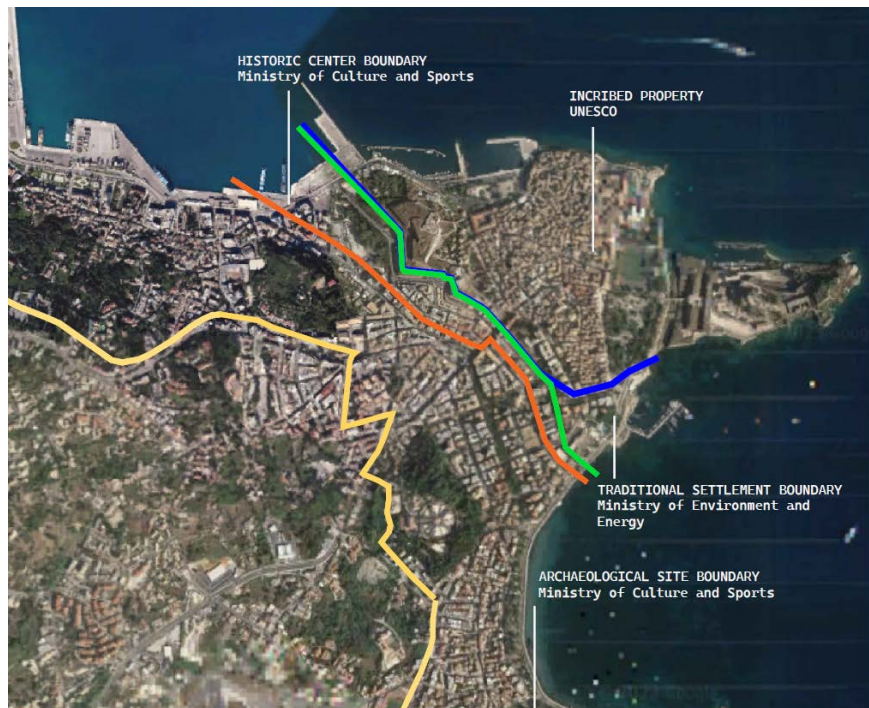 HISTORIC CENTER BOUNDARY
Ministry of Culture and Sports
INCRIBED PROPERTY
UNESCO
TRADITIONAL SETTLEMENT BOUNDARY
Ministry of Environment and
Energy
ARCHAEOLOGICAL SITE BOUNDARY
Ministry of Culture and Sports